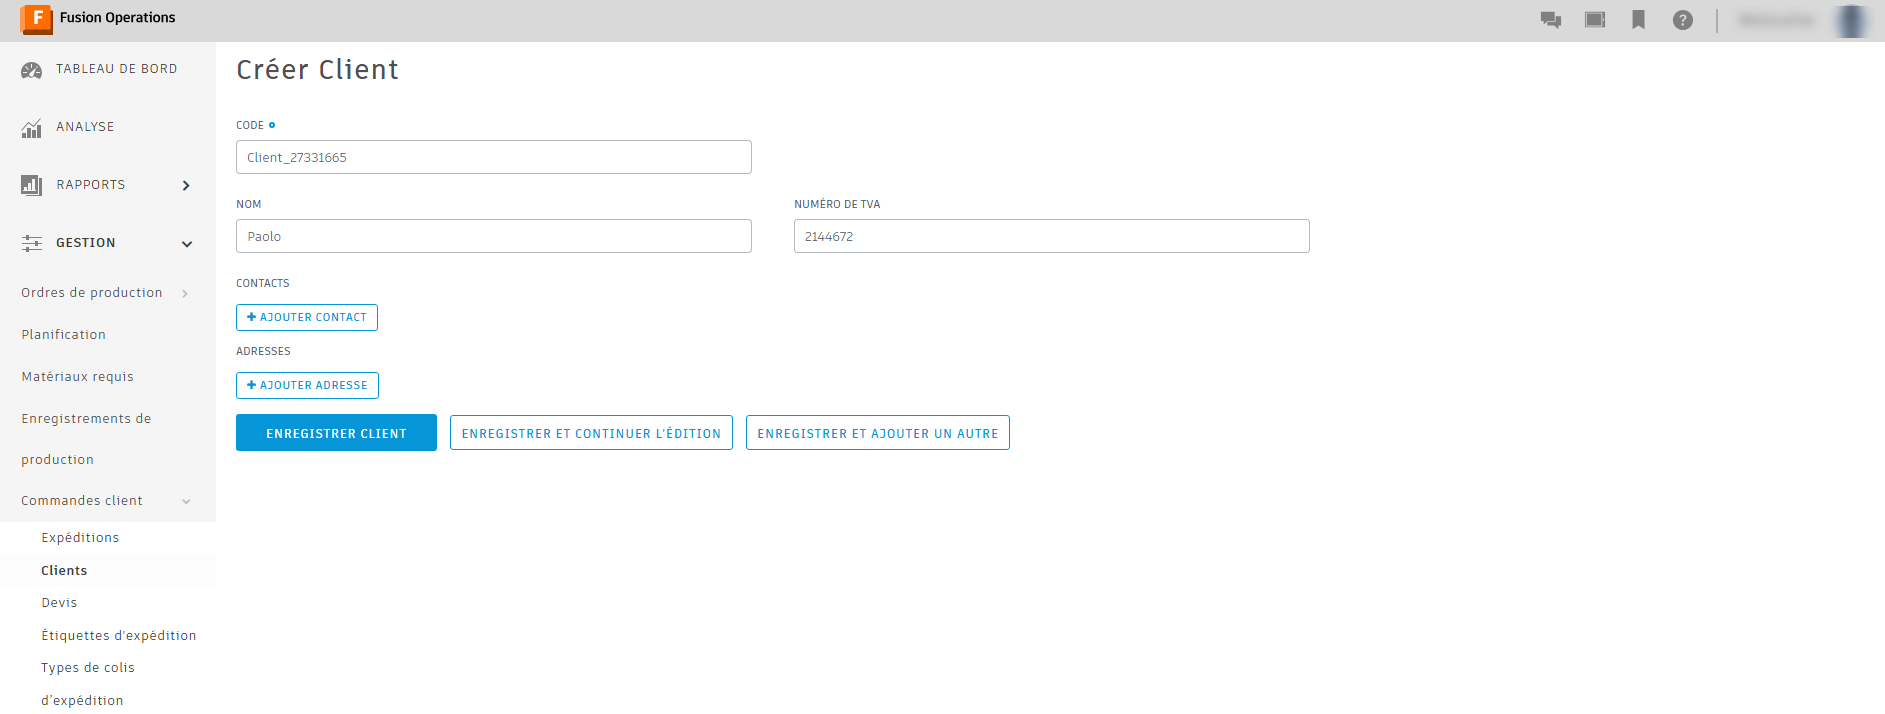 F Fusion Operations
TABLEAU DE BORD
ANALYSE
RAPPORTS
GESTION
Ordres de production
Planification
Matériaux requis
Enregistrements de
production
Commandes client
Expéditions
Clients
Devis
Étiquettes d'expédition
Types de colis
d'expédition
Créer Client
CODE
Client_27331665
NOM
Paolo
NUMÉRO DE TVA
2144672
CONTACTS
+ AJOUTER CONTACT
ADRESSES
+ AJOUTER ADRESSE
ENREGISTRER CLIENT
ENREGISTRER ET CONTINUER L'ÉDITION
ENREGISTRER ET AJOUTER UN AUTRE